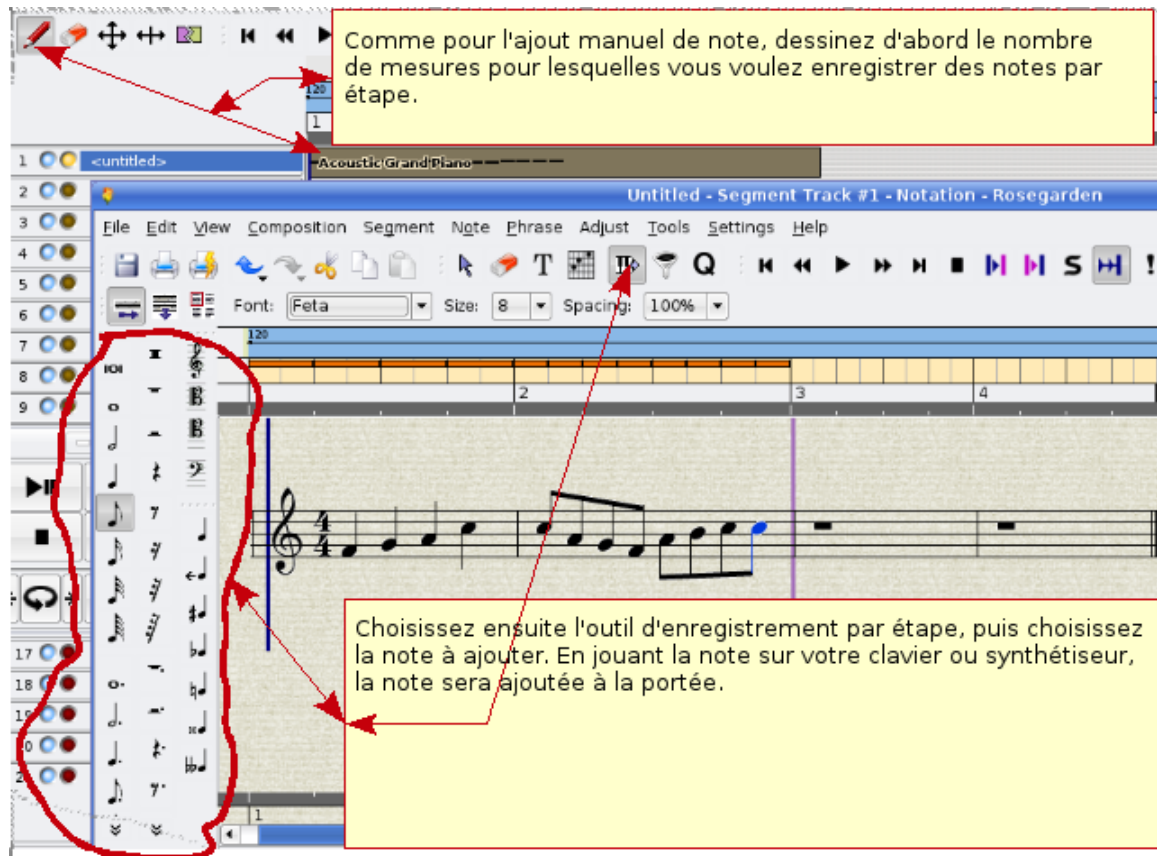 Comme pour l'ajout manuel de note, dessinez d'abord le nombre
de mesures pour lesquelles vous voulez enregistrer des notes par
étape.
120
1
1 <untitled> Acoustic Grand Piano
2 Untitled - Segment Track #1 - Notation - Rosegarden
3 File Edit View Composition Segment Note Phrase Adjust Tools Settings Help
4 T Q S !
5
6 Font: Feta Size: 8 Spacing: 100%
7 120
8
9 2 3 4
4
4
Choisissez ensuite l'outil d'enregistrement par étape, puis choisissez
la note à ajouter. En jouant la note sur votre clavier ou synthétiseur,
la note sera ajoutée à la portée.
17
18
1